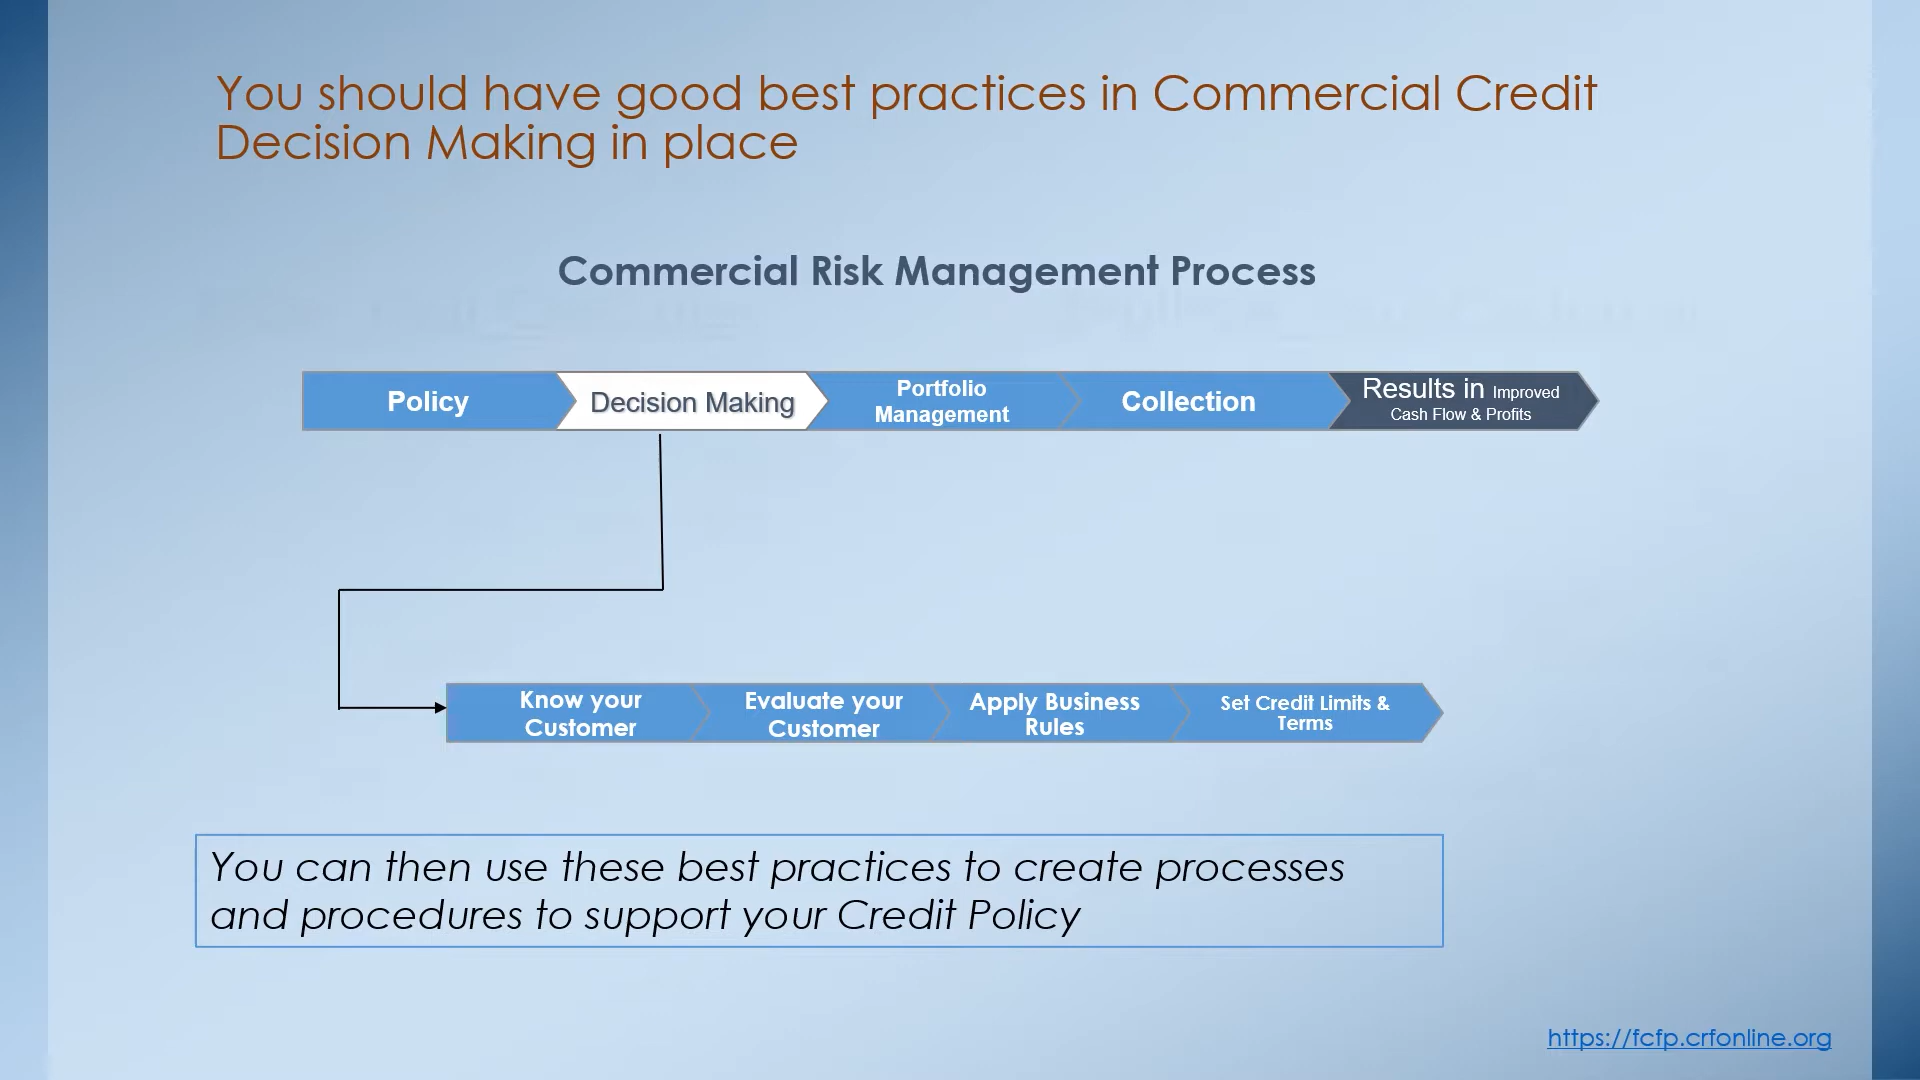 You should have good best practices in Commercial Credit
Decision Making in place
Commercial Risk Management Process
Policy
Decision Making
Portfolio
Management
Collection
Results in Improved
Cash Flow & Profits
Know your
Customer
Evaluate your
Customer
Apply Business
Rules
Set Credit Limits &
Terms
You can then use these best practices to create processes
and procedures to support your Credit Policy
https://fcfp.crfonline.org